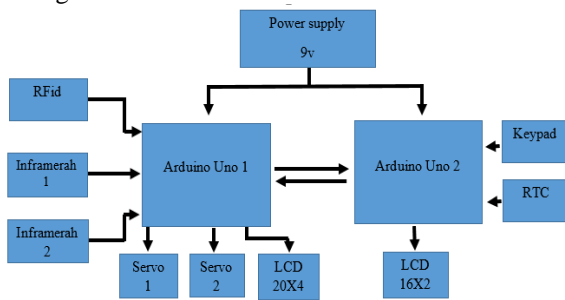 Power supply
9v
RFid
Inframerah
1
Inframerah
2
Arduino Uno 1
Arduino Uno 2
Keypad
RTC
Servo
1
Servo
2
LCD
20X4
LCD
16X2